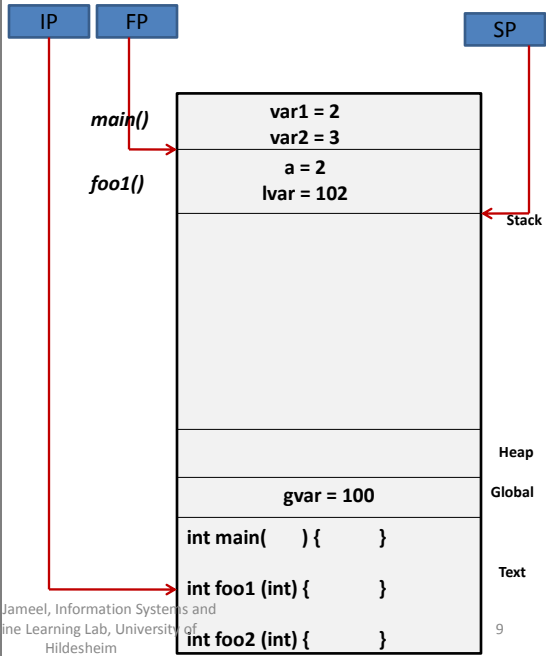 IP FP SP
main()
var1 = 2
var2 = 3
foo1()
a = 2
lvar = 102
Stack
Heap
Global
gvar = 100
int main( ) { }
Text
int foo1 (int) { }
Jameel, Information Systems and
ine Learning Lab, University of
Hildesheim
int foo2 (int) { }
9